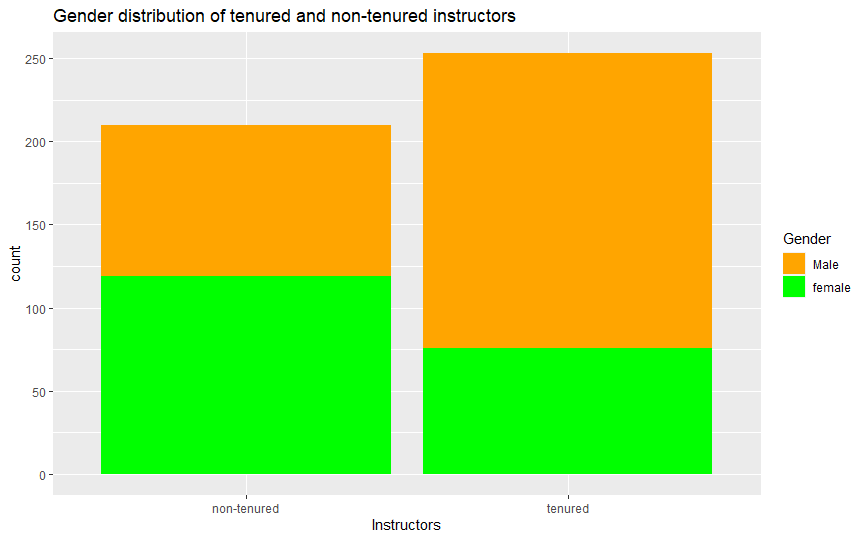 Gender distribution of tenured and non-tenured instructors
250
200
150
100
50
0
count
non-tenured
tenured
Instructors
Gender
Male
female